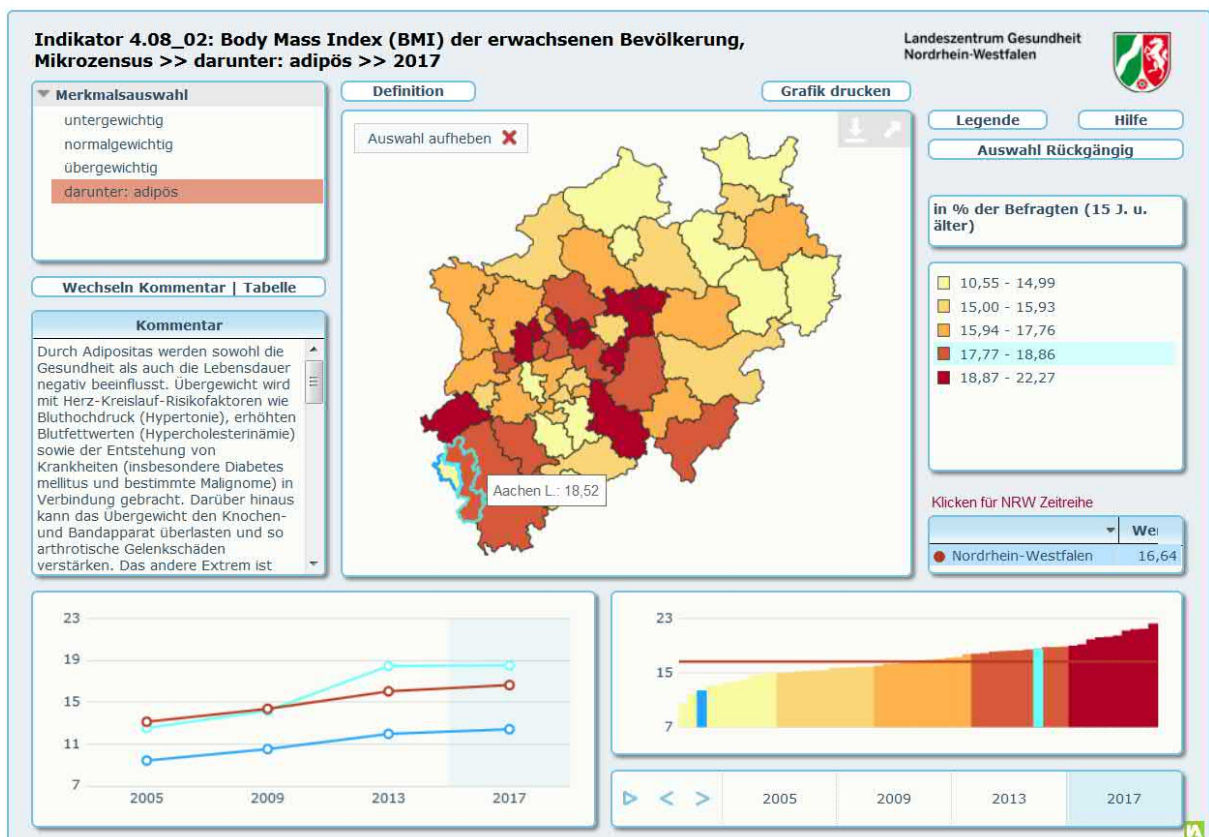 Indikator 4.08_02: Body Mass Index (BMI) der erwachsenen Bevölkerung,
Mikrozensus >> darunter: adipös >> 2017
Landeszentrum Gesundheit
Nordrhein-Westfalen
Merkmalsauswahl
untergewichtig
normalgewichtig
übergewichtig
darunter: adipös
Wechseln Kommentar | Tabelle
Kommentar
Durch Adipositas werden sowohl die
Gesundheit als auch die Lebensdauer
negativ beeinflusst. Übergewicht wird
mit Herz-Kreislauf-Risikofaktoren wie
Bluthochdruck (Hypertonie), erhöhten
Blutfettwerten (Hypercholesterinämie)
sowie der Entstehung von
Krankheiten (insbesondere Diabetes
mellitus und bestimmte Malignome) in
Verbindung gebracht. Darüber hinaus
kann das Übergewicht den Knochen-
und Bandapparat überlasten und so
arthrotische Gelenkschäden
verstärken. Das andere Extrem ist
Definition
Grafik drucken
Auswahl aufheben
Aachen L.: 18,52
Legende
Hilfe
Auswahl Rückgängig
in % der Befragten (15 J. u.
älter)
10,55 - 14,99
15,00 - 15,93
15,94 - 17,76
17,77 - 18,86
18,87 - 22,27
Klicken für NRW Zeitreihe
We
Nordrhein-Westfalen 16,64
23
19
15
11
7
2005 2009 2013 2017
23
15
7
2005 2009 2013 2017